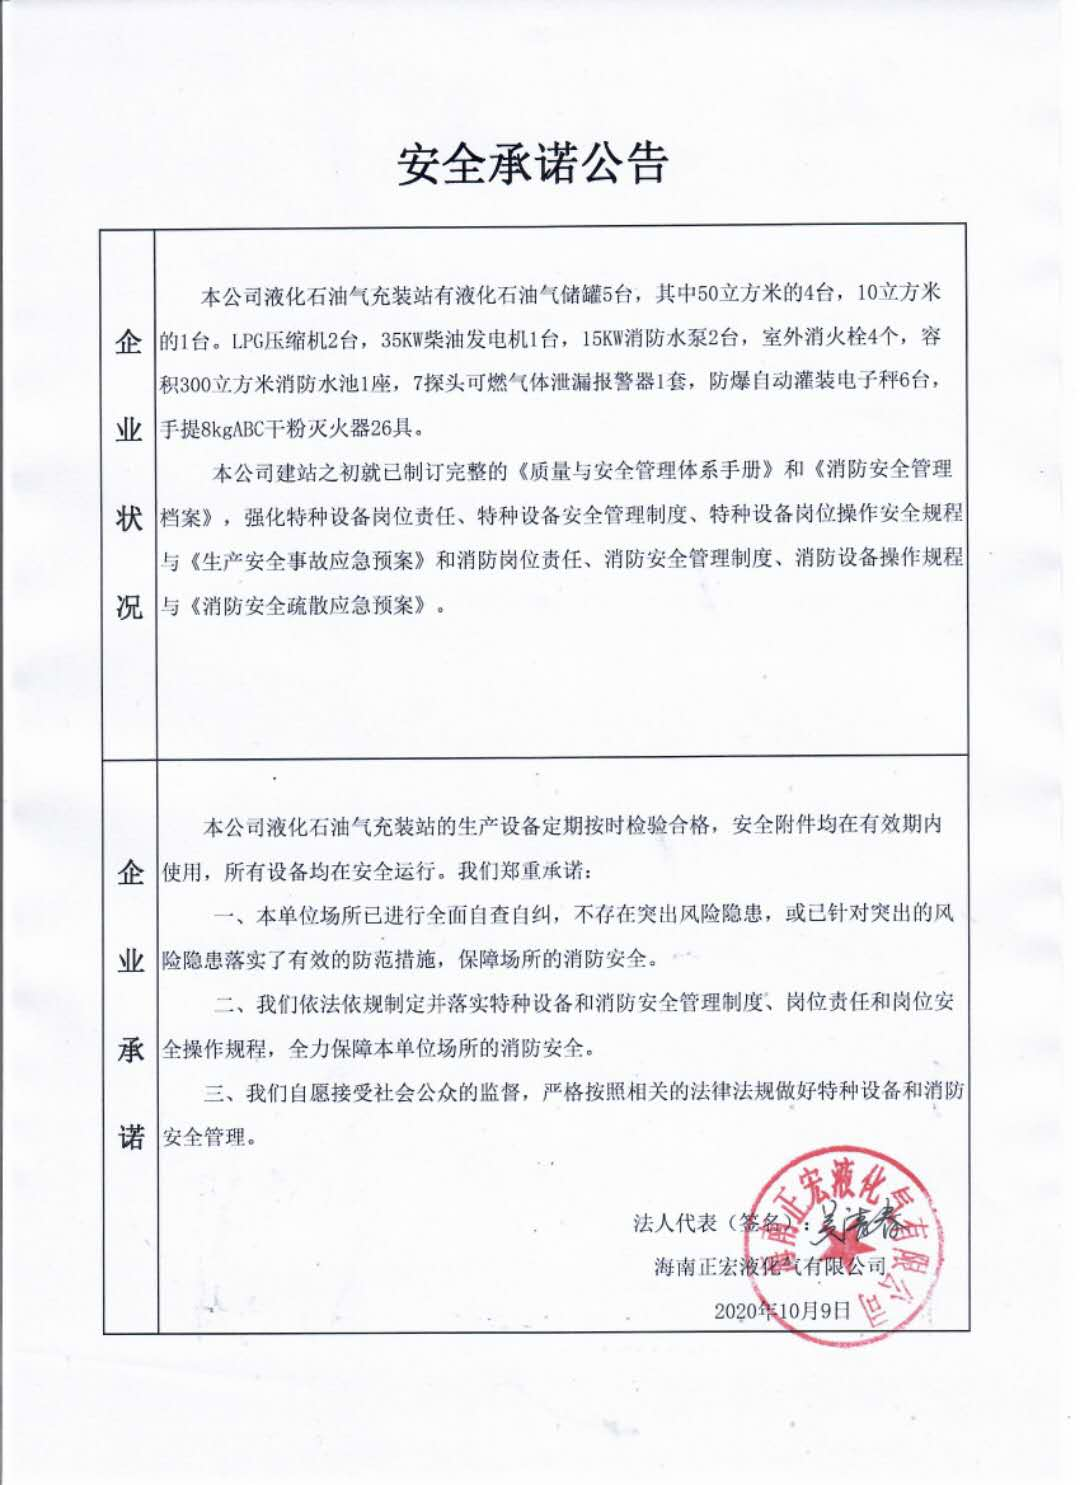 安全承诺公告
企业状况
本公司液化石油气充装站有液化石油气储罐5台，其中50立方米的4台，10立方米
的1台。LPG压缩机2台，35KW柴油发电机1台，15KW消防水泵2台，室外消火栓4个，容
积300立方米消防水池1座，7探头可燃气体泄漏报警器1套，防爆自动灌装电子秤6台，
手提8kgABC干粉灭火器26具。
本公司建站之初就已制订完整的《质量与安全管理体系手册》和《消防安全管理
档案》，强化特种设备岗位责任、特种设备安全管理制度、特种设备岗位操作安全规程
与《生产安全事故应急预案》和消防岗位责任、消防安全管理制度、消防设备操作规程
与《消防安全疏散应急预案》。
企业承诺
本公司液化石油气充装站的生产设备定期按时检验合格，安全附件均在有效期内
使用，所有设备均在安全运行。我们郑重承诺：
一、本单位场所已进行全面自查自纠，不存在突出风险隐患，或已针对突出的风
险隐患落实了有效的防范措施，保障场所的消防安全。
二、我们依法依规制定并落实特种设备和消防安全管理制度、岗位责任和岗位安
全操作规程，全力保障本单位场所的消防安全。
三、我们自愿接受社会公众的监督，严格按照相关的法律法规做好特种设备和消防
安全管理。
法人代表（签名）：吴清春
海南正宏液化气有限公司
2020年10月9日
海南正宏液化气有限公司